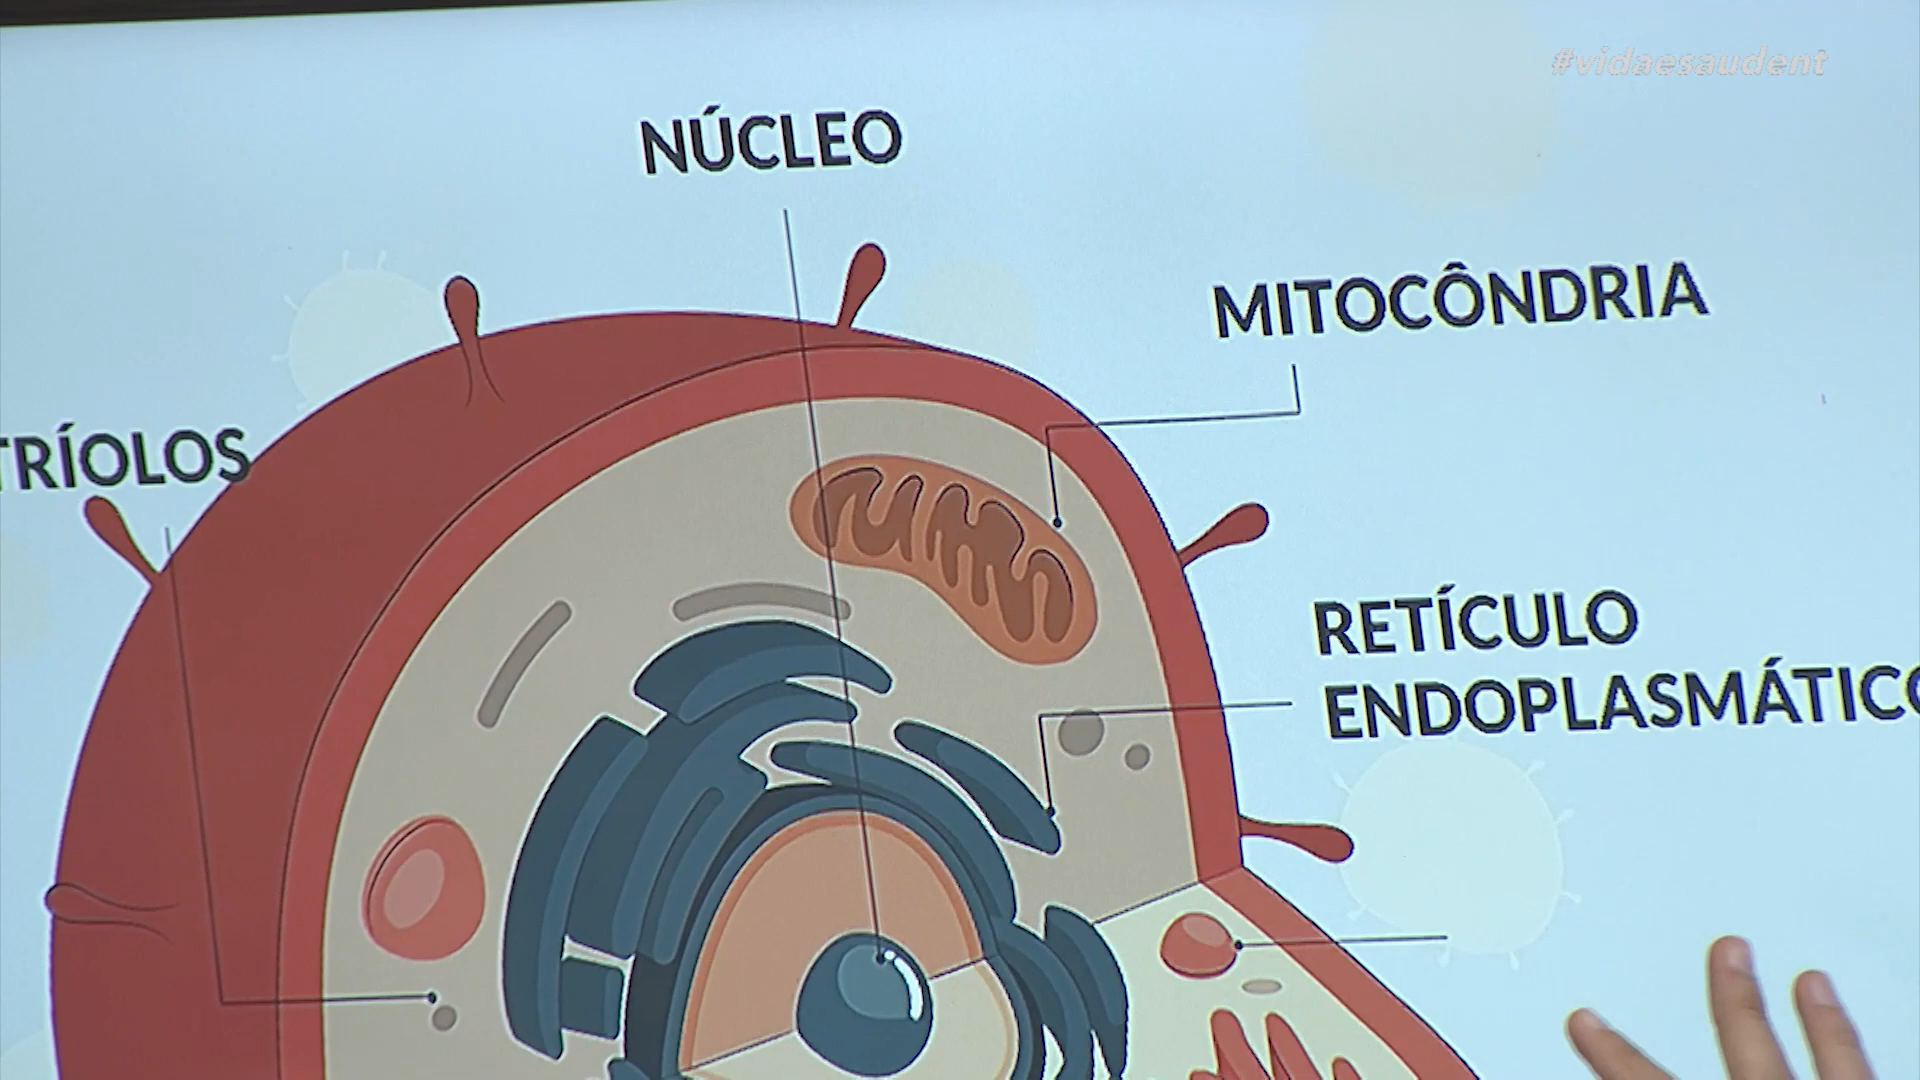 #vidaesaudent
NÚCLEO
MITOCÔNDRIA
TRÍOLOS
RETÍCULO
ENDOPLASMÁTICO